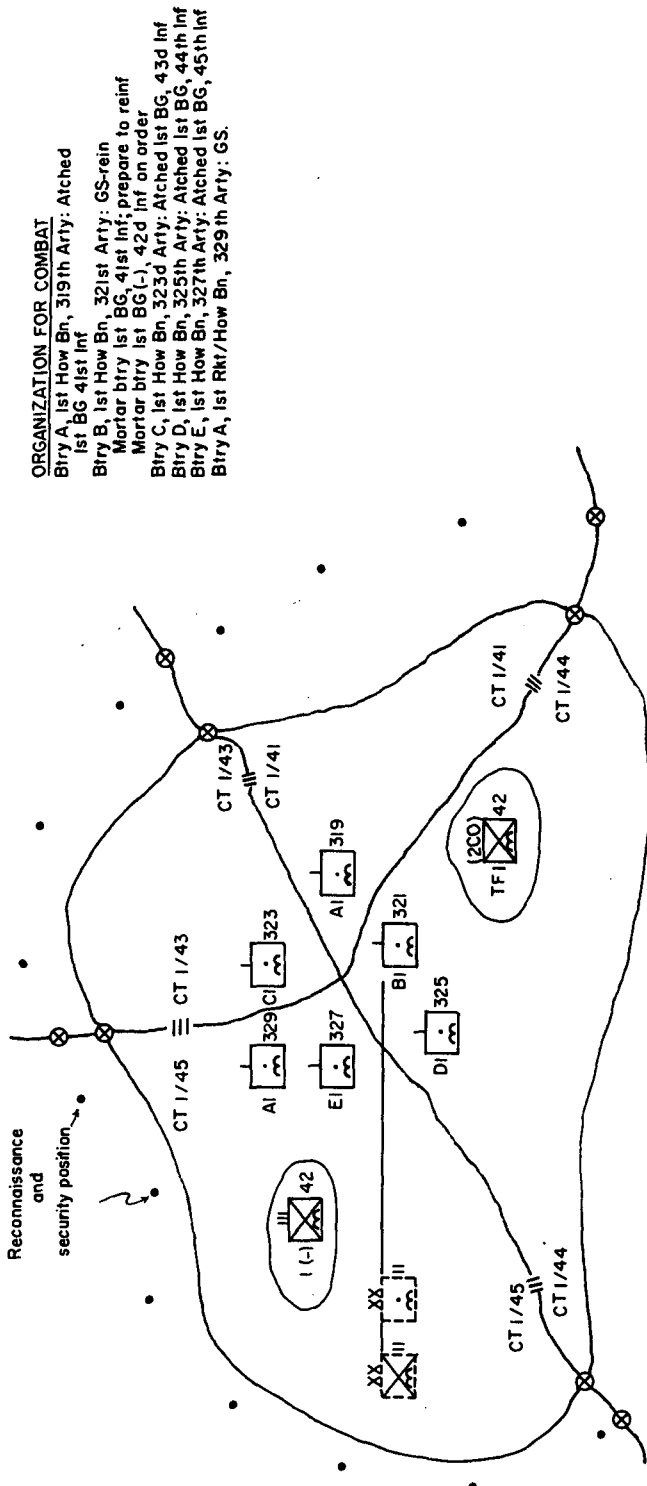 ORGANIZATION FOR COMBAT
Btry A, 1st How Bn, 319th Arty: Atched
1st BG 41st Inf
Btry B, 1st How Bn, 321st Arty: GS-rein
Mortar btry 1st BG, 41st Inf; prepare to reinf
Mortar btry 1st BG (-), 42d Inf on order
Btry C, 1st How Bn, 323d Arty: Atched 1st BG, 43d Inf
Btry D, 1st How Bn, 325th Arty: Atched 1st BG, 44th Inf
Btry E, 1st How Bn, 327th Arty: Atched 1st BG, 45th Inf
Btry A, 1st Rkt/How Bn, 329th Arty: GS.
Reconnaissance
and
security position
CT 1/45
CT 1/43
CT 1/43
CT 1/41
A1 329
C1 323
E1 327
A1 319
1 (-) 42
B1 321
D1 325
XX
XX
(2CO)
TF1 42
CT 1/41
CT 1/44
CT 1/45
CT 1/44